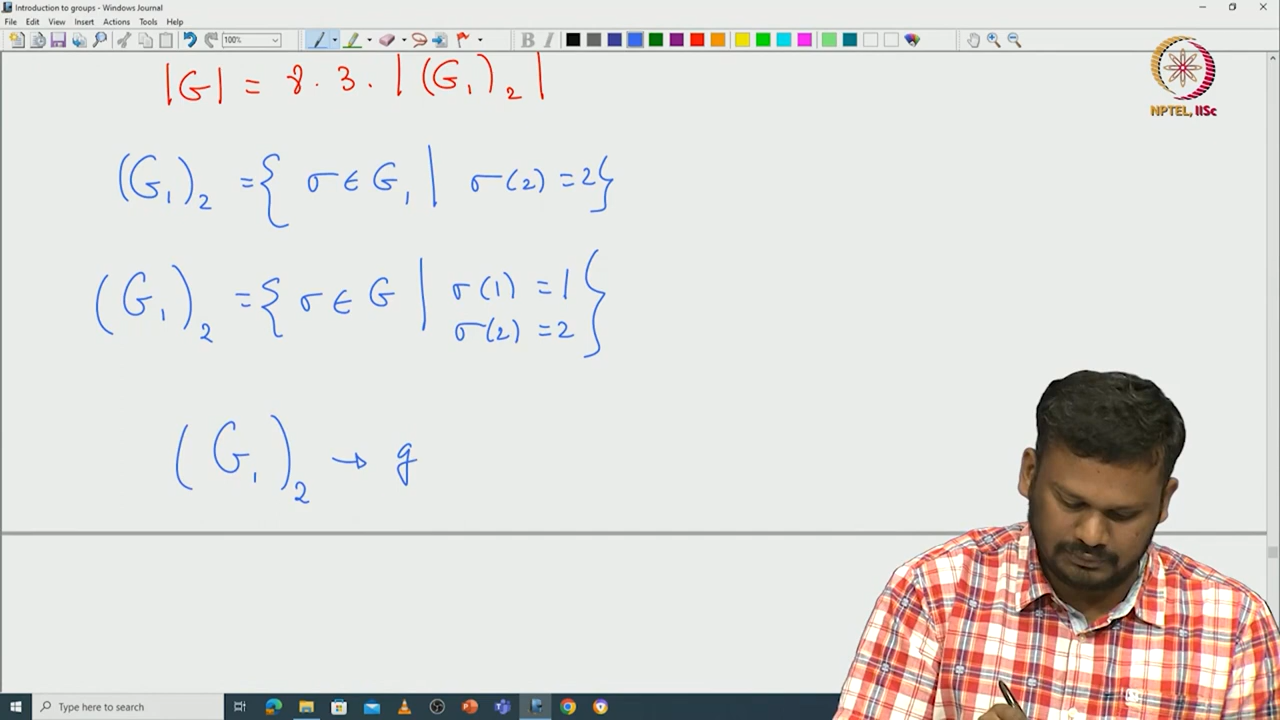 Introduction to groups - Windows Journal
File Edit View Insert Actions Tools Help
100%
B I
|G| = 8 · 3 · | (G₁)₂ |
NPTEL, IISc
(G₁)₂ = { σ ∈ G₁ | σ(2) = 2 }
(G₁)₂ = { σ ∈ G | σ(1) = 1
σ(2) = 2 }
(G₁)₂ → g
Type here to search